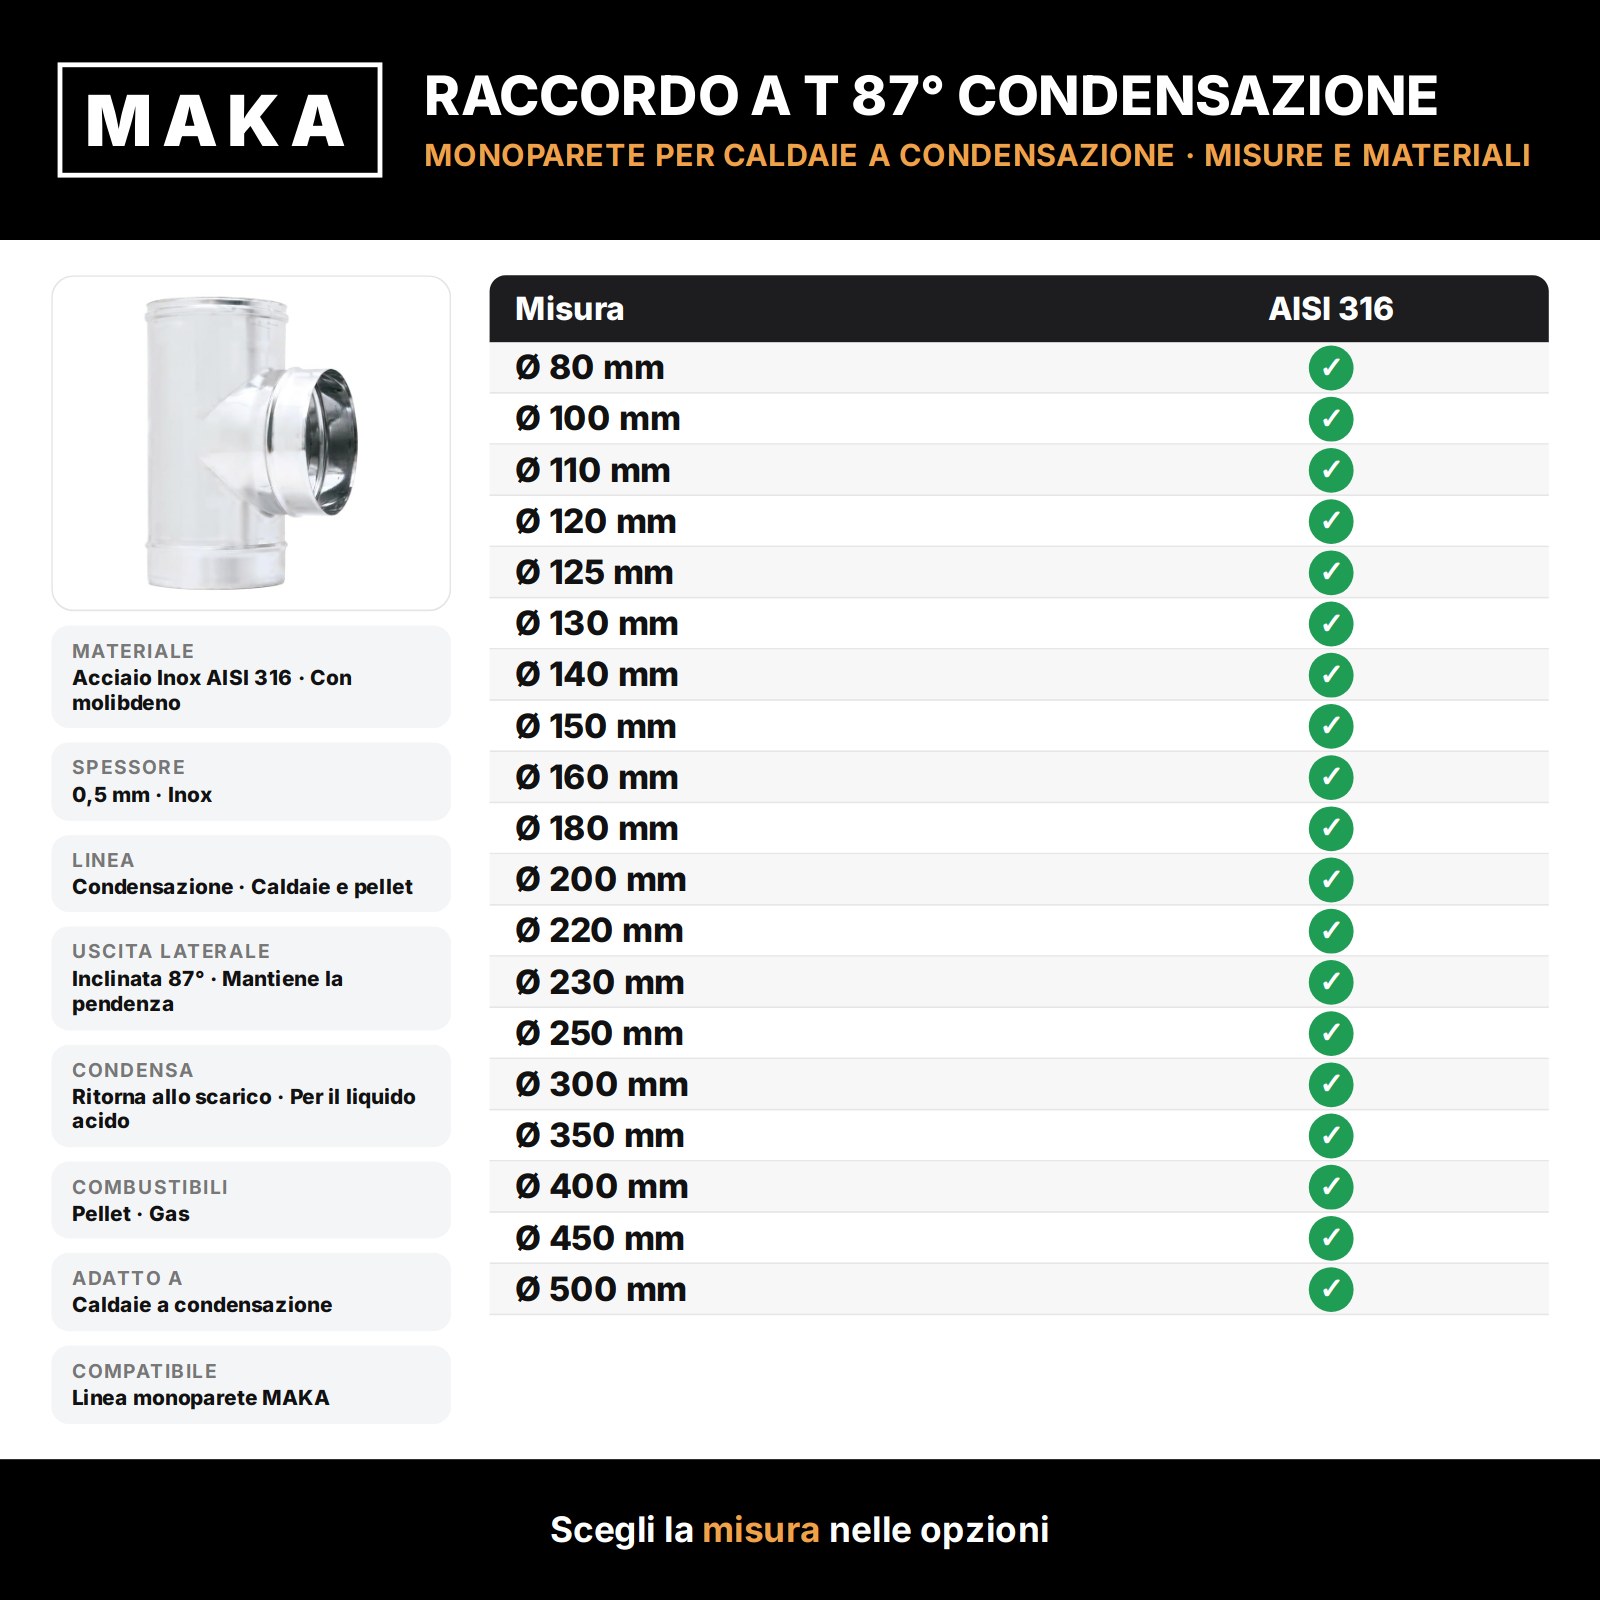 MAKA
RACCORDO A T 87° CONDENSAZIONE
MONOPARETE PER CALDAIE A CONDENSAZIONE · MISURE E MATERIALI
MATERIALE
Acciaio Inox AISI 316 · Con
molibdeno
SPESSORE
0,5 mm · Inox
LINEA
Condensazione · Caldaie e pellet
USCITA LATERALE
Inclinata 87° · Mantiene la
pendenza
CONDENSA
Ritorna allo scarico · Per il liquido
acido
COMBUSTIBILI
Pellet · Gas
ADATTO A
Caldaie a condensazione
COMPATIBILE
Linea monoparete MAKA
Misura AISI 316
Ø 80 mm ✓
Ø 100 mm ✓
Ø 110 mm ✓
Ø 120 mm ✓
Ø 125 mm ✓
Ø 130 mm ✓
Ø 140 mm ✓
Ø 150 mm ✓
Ø 160 mm ✓
Ø 180 mm ✓
Ø 200 mm ✓
Ø 220 mm ✓
Ø 230 mm ✓
Ø 250 mm ✓
Ø 300 mm ✓
Ø 350 mm ✓
Ø 400 mm ✓
Ø 450 mm ✓
Ø 500 mm ✓
Scegli la misura nelle opzioni